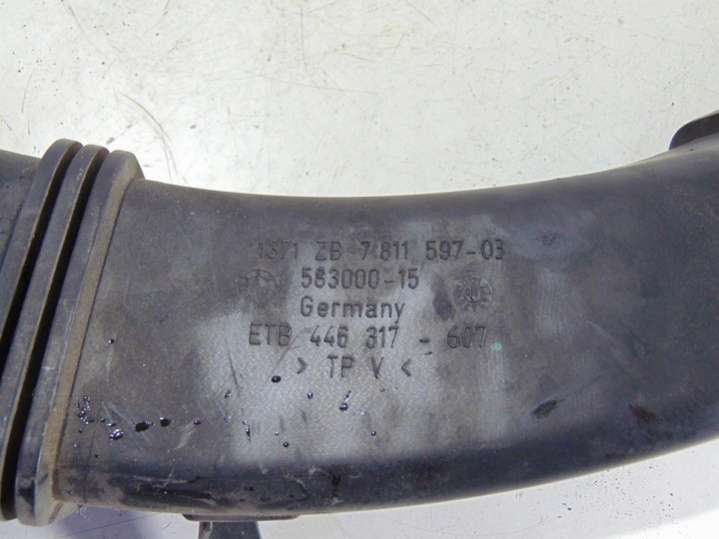 1371 ZB 7 811 597-03
583000-15
Germany
ETB 446 317 - 607
> TP V <